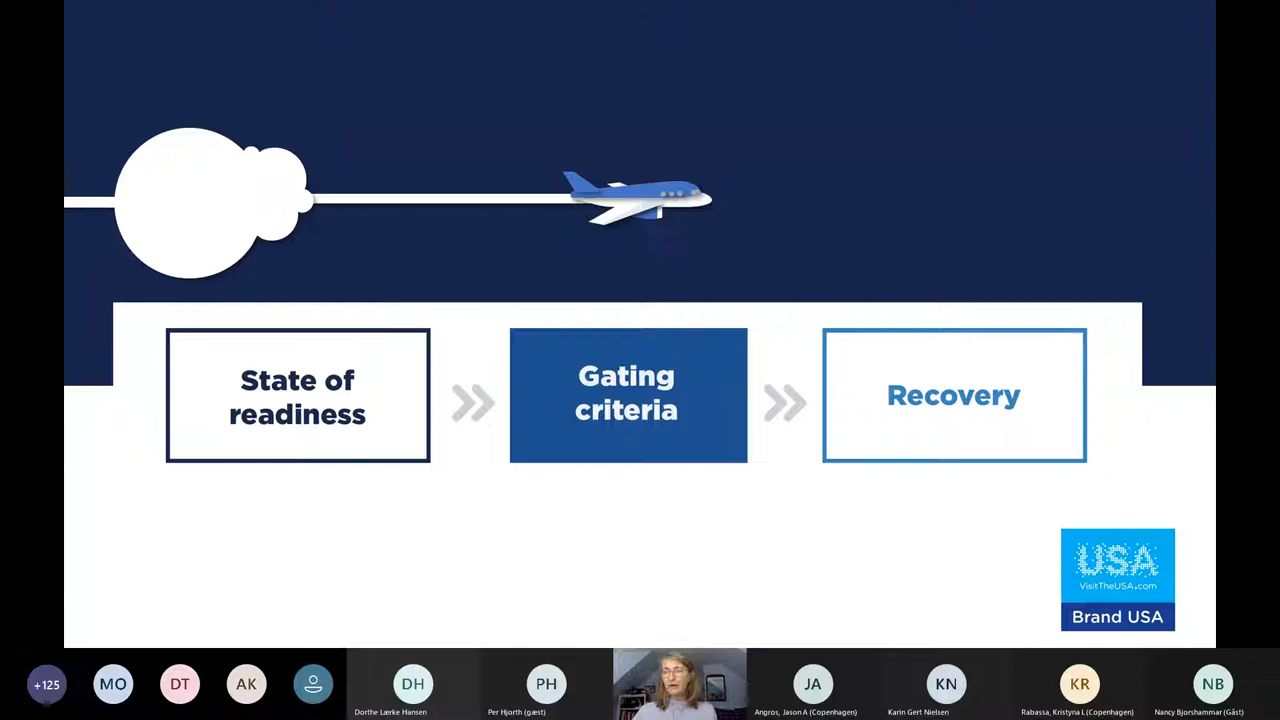 State of
readiness
Gating
criteria
Recovery
USA
VisitTheUSA.com
Brand USA
+125
MO
DT
AK
DH
PH
JA
KN
KR
NB
Dorthe Lærke Hansen
Per Hjorth (gæst)
Angros, Jason A (Copenhagen)
Karin Gert Nielsen
Rabassa, Kristyna L (Copenhagen)
Nancy Bjorshammar (Gäst)